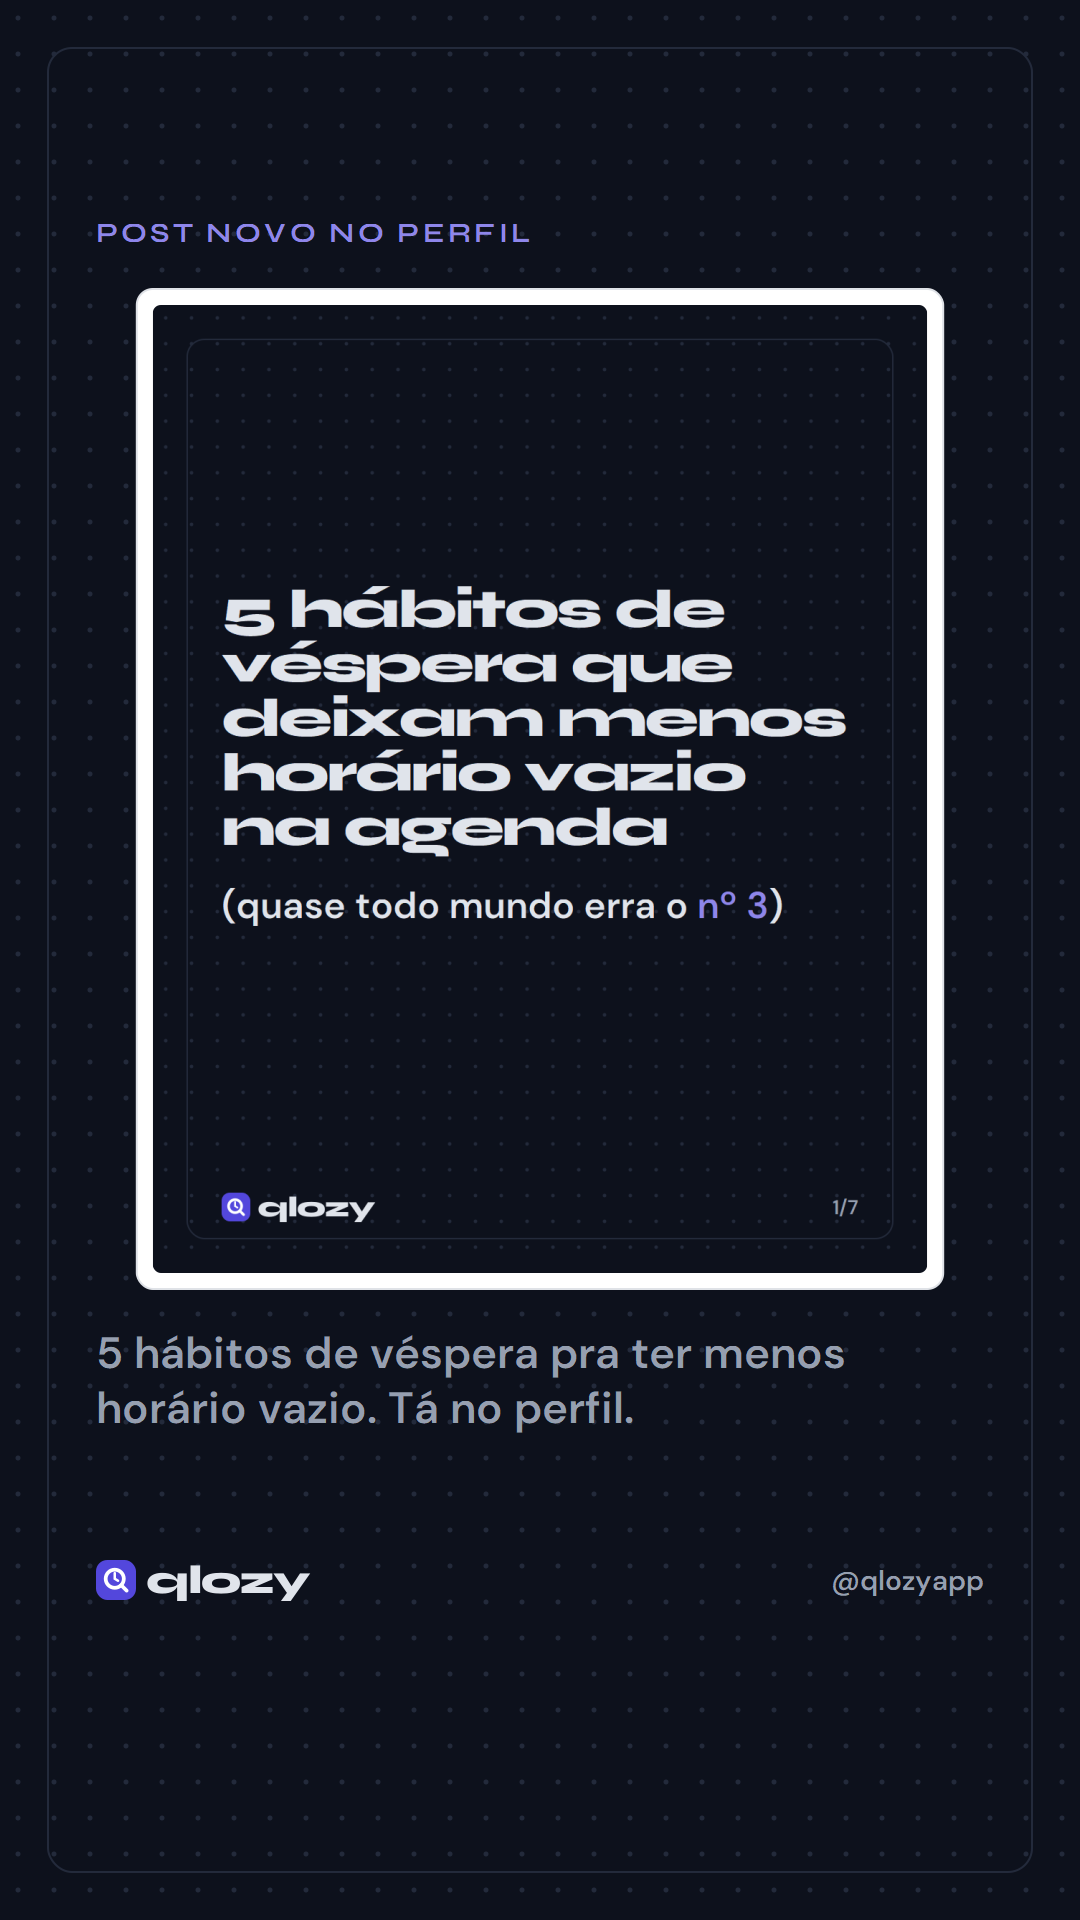 POST NOVO NO PERFIL
5 hábitos de
véspera que
deixam menos
horário vazio
na agenda
(quase todo mundo erra o nº 3)
qlozy
1/7
5 hábitos de véspera pra ter menos
horário vazio. Tá no perfil.
qlozy
@qlozyapp